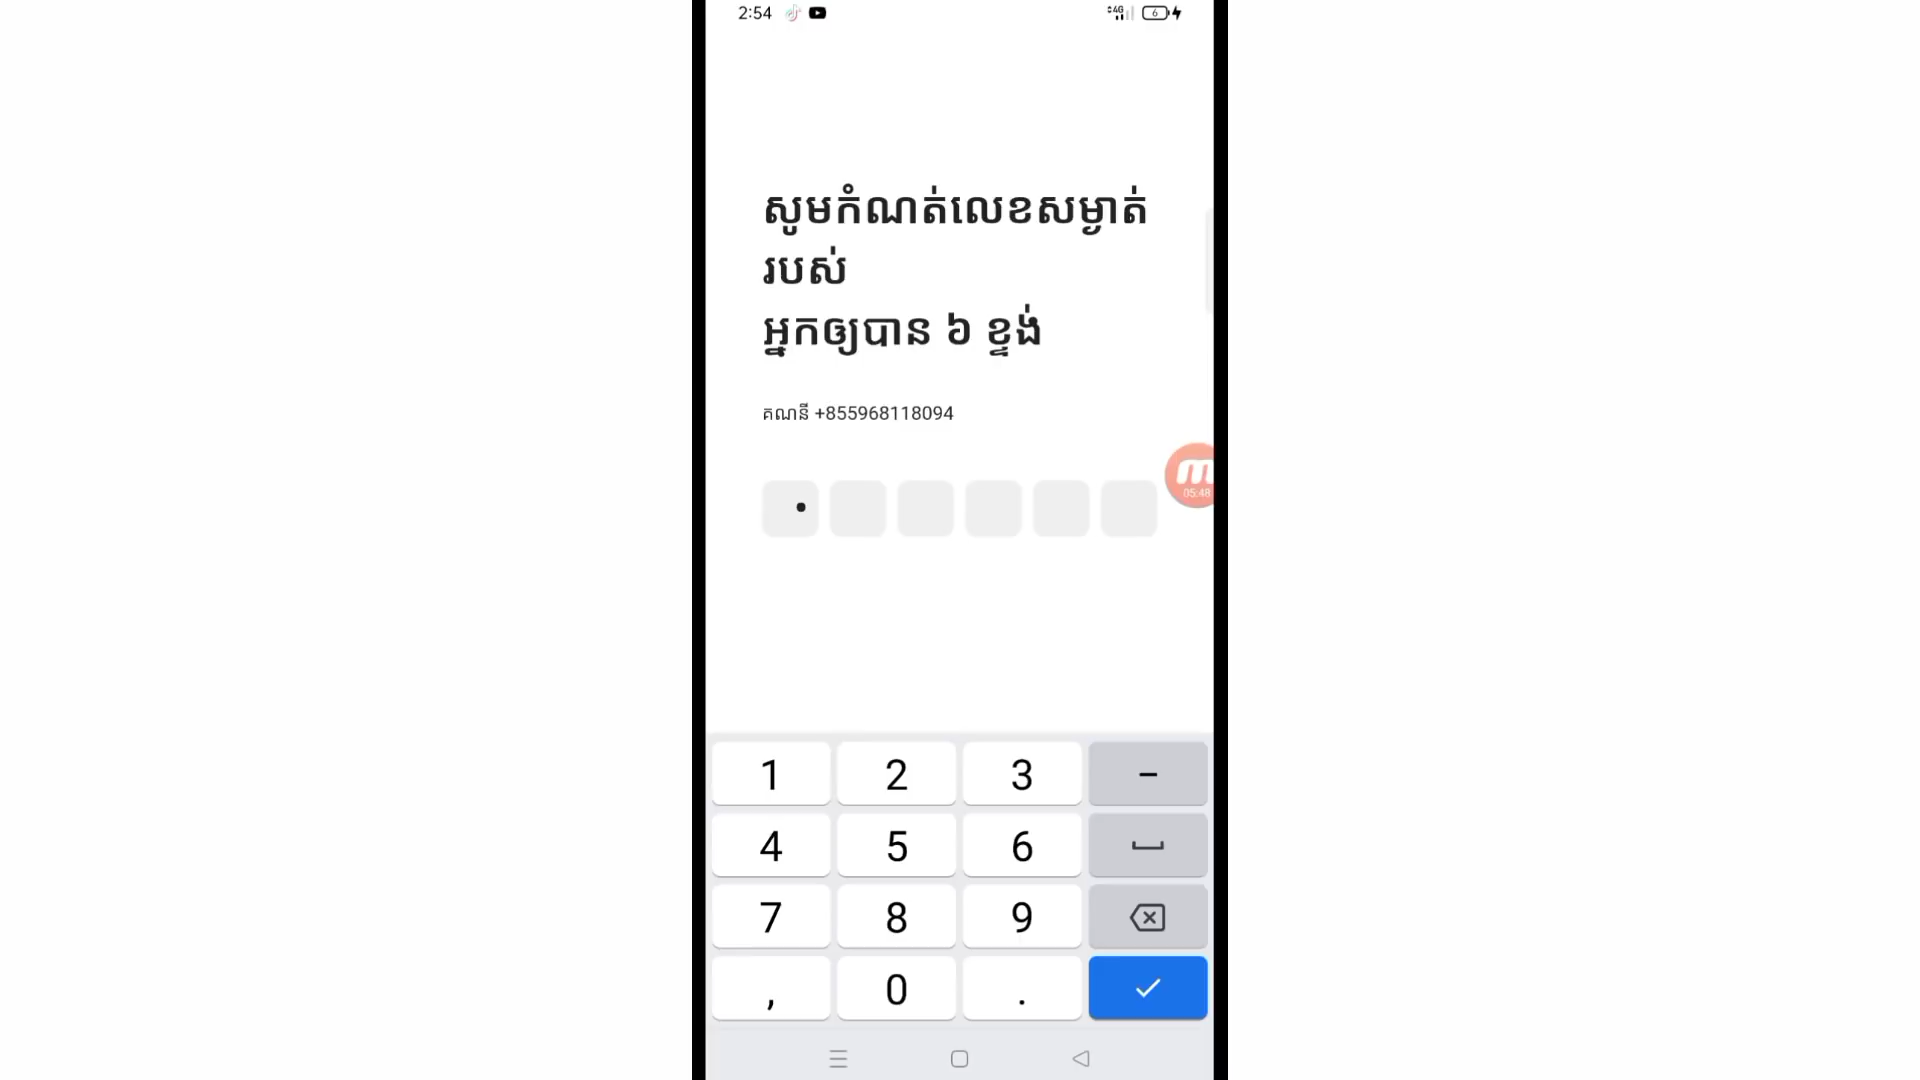 2:54
4G
6
សូមកំណត់លេខសម្ងាត់
របស់
អ្នកឲ្យបាន ៦ ខ្ទង់
គណនី +855968118094
05:48
1 2 3 –
4 5 6
7 8 9
, 0 .